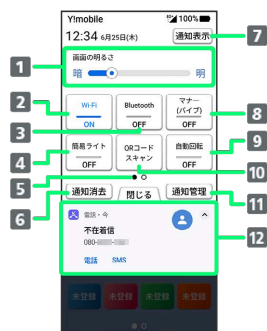 Y!mobile 100%
12:34 6月25日(木) 通知表示 7
画面の明るさ
1 暗 明
2 Wi-Fi Bluetooth マナー 8
(バイブ)
ON OFF OFF
3 9
4 簡易ライト QRコード 自動回転
スキャン
OFF OFF
5 10
6 通知消去 閉じる 通知管理 11
電話・今
不在着信 12
080-
電話 SMS
未登録 未登録 未登録 未登録